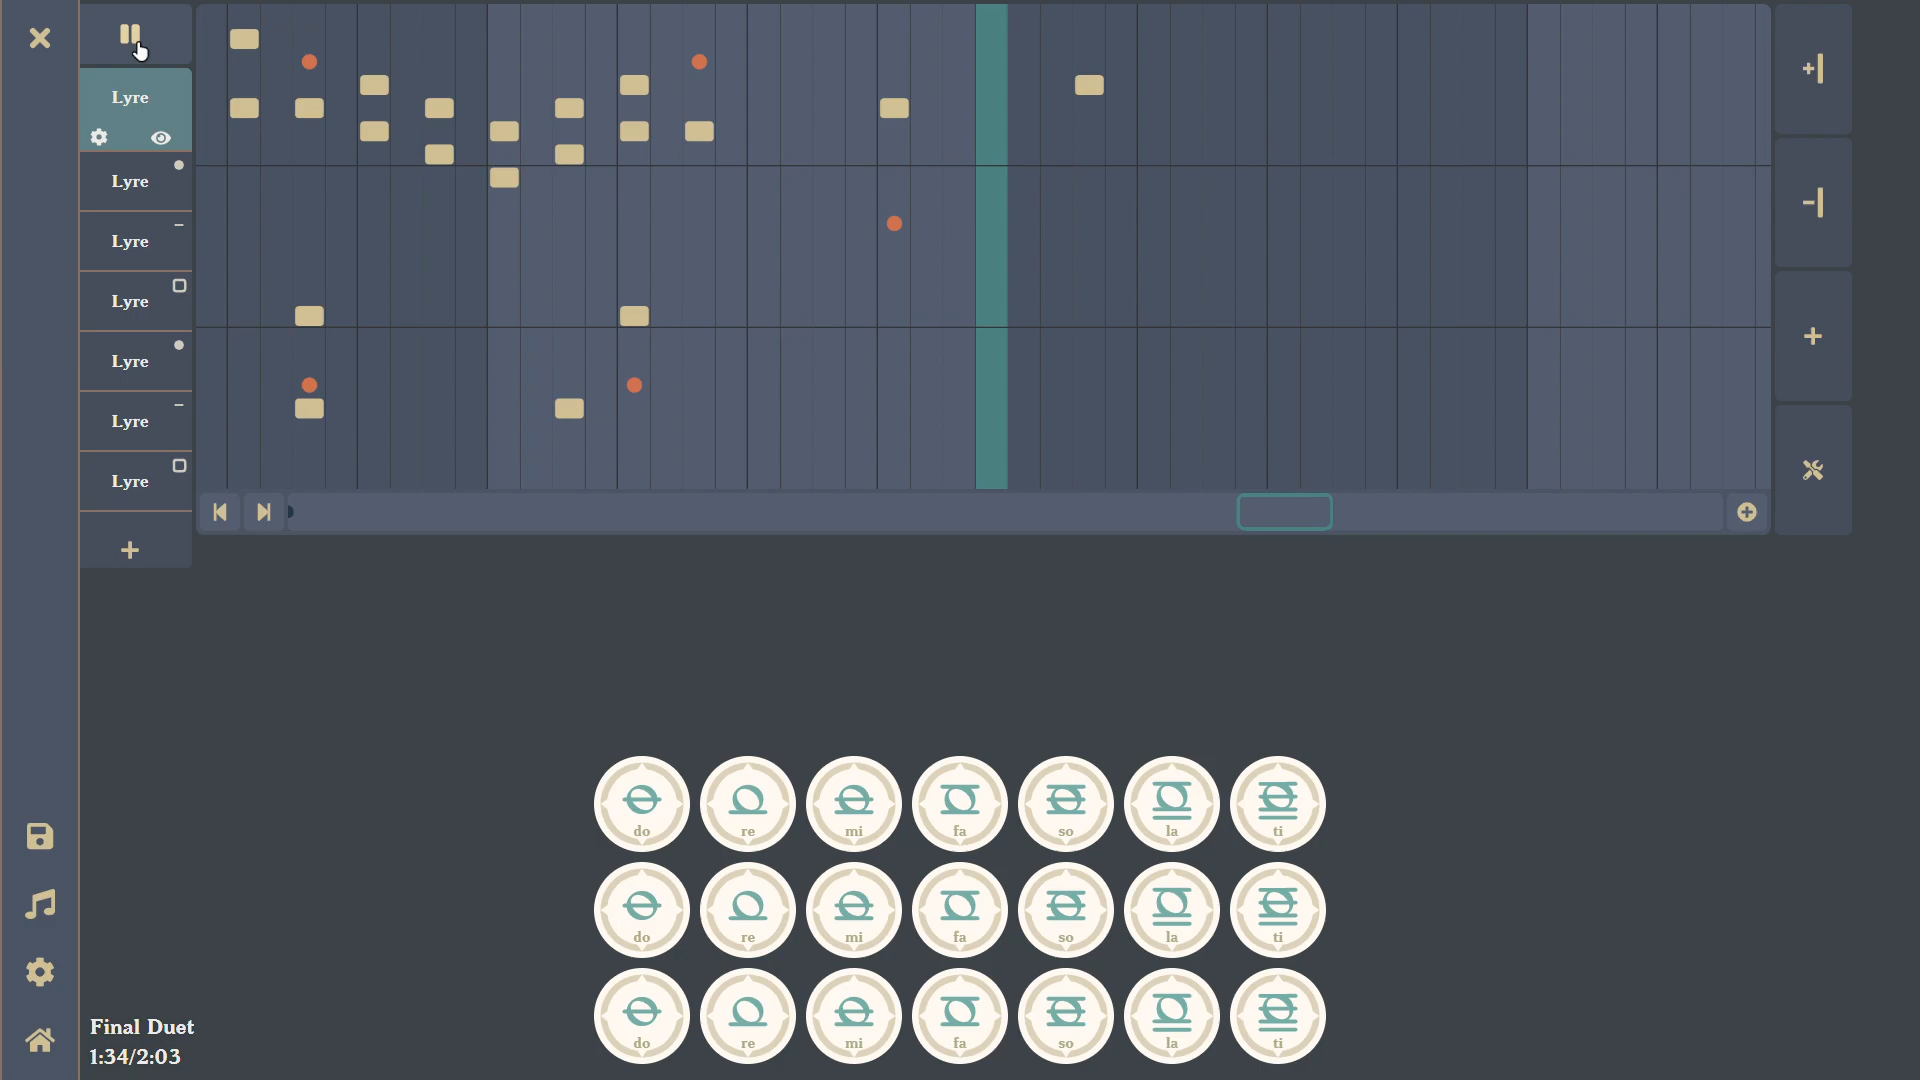 Lyre
Lyre
Lyre
Lyre
Lyre
Lyre
Lyre
do re mi fa so la ti
do re mi fa so la ti
do re mi fa so la ti
Final Duet
1:34/2:03